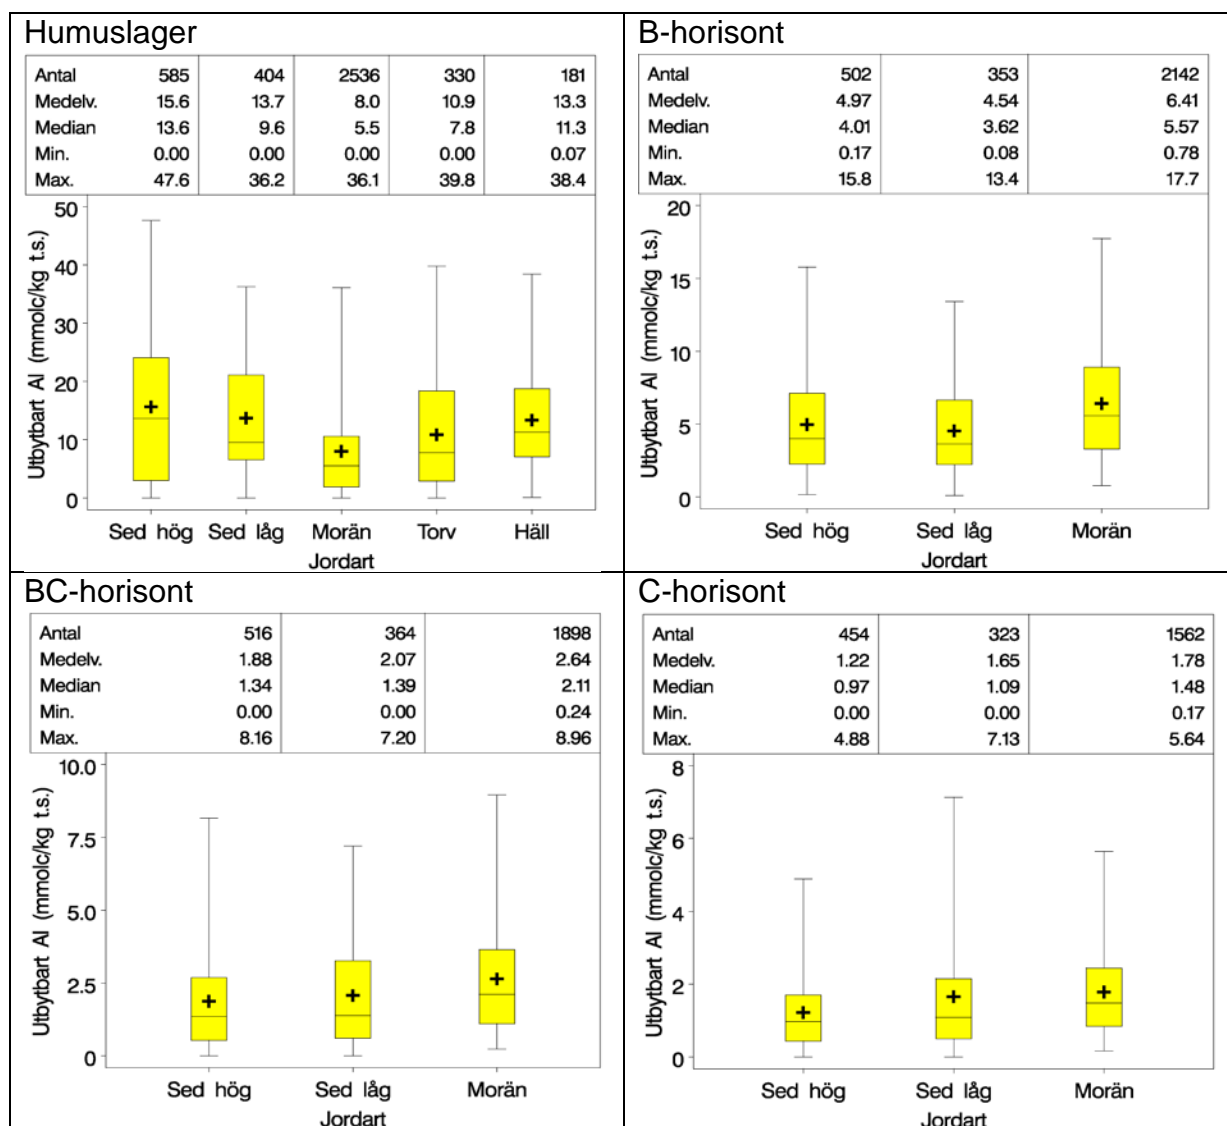 Humuslager
Antal 585 404 2536 330 181
Medelv. 15.6 13.7 8.0 10.9 13.3
Median 13.6 9.6 5.5 7.8 11.3
Min. 0.00 0.00 0.00 0.00 0.07
Max. 47.6 36.2 36.1 39.8 38.4
Utbytbart Al (mmolc/kg t.s.)
50
40
30
20
10
0
Sed hög Sed låg Morän Torv Häll
Jordart
B-horisont
Antal 502 353 2142
Medelv. 4.97 4.54 6.41
Median 4.01 3.62 5.57
Min. 0.17 0.08 0.78
Max. 15.8 13.4 17.7
Utbytbart Al (mmolc/kg t.s.)
20
15
10
5
0
Sed hög Sed låg Morän
Jordart
BC-horisont
Antal 516 364 1898
Medelv. 1.88 2.07 2.64
Median 1.34 1.39 2.11
Min. 0.00 0.00 0.24
Max. 8.16 7.20 8.96
Utbytbart Al (mmolc/kg t.s.)
10.0
7.5
5.0
2.5
0
Sed hög Sed låg Morän
Jordart
C-horisont
Antal 454 323 1562
Medelv. 1.22 1.65 1.78
Median 0.97 1.09 1.48
Min. 0.00 0.00 0.17
Max. 4.88 7.13 5.64
Utbytbart Al (mmolc/kg t.s.)
8
6
4
2
0
Sed hög Sed låg Morän
Jordart